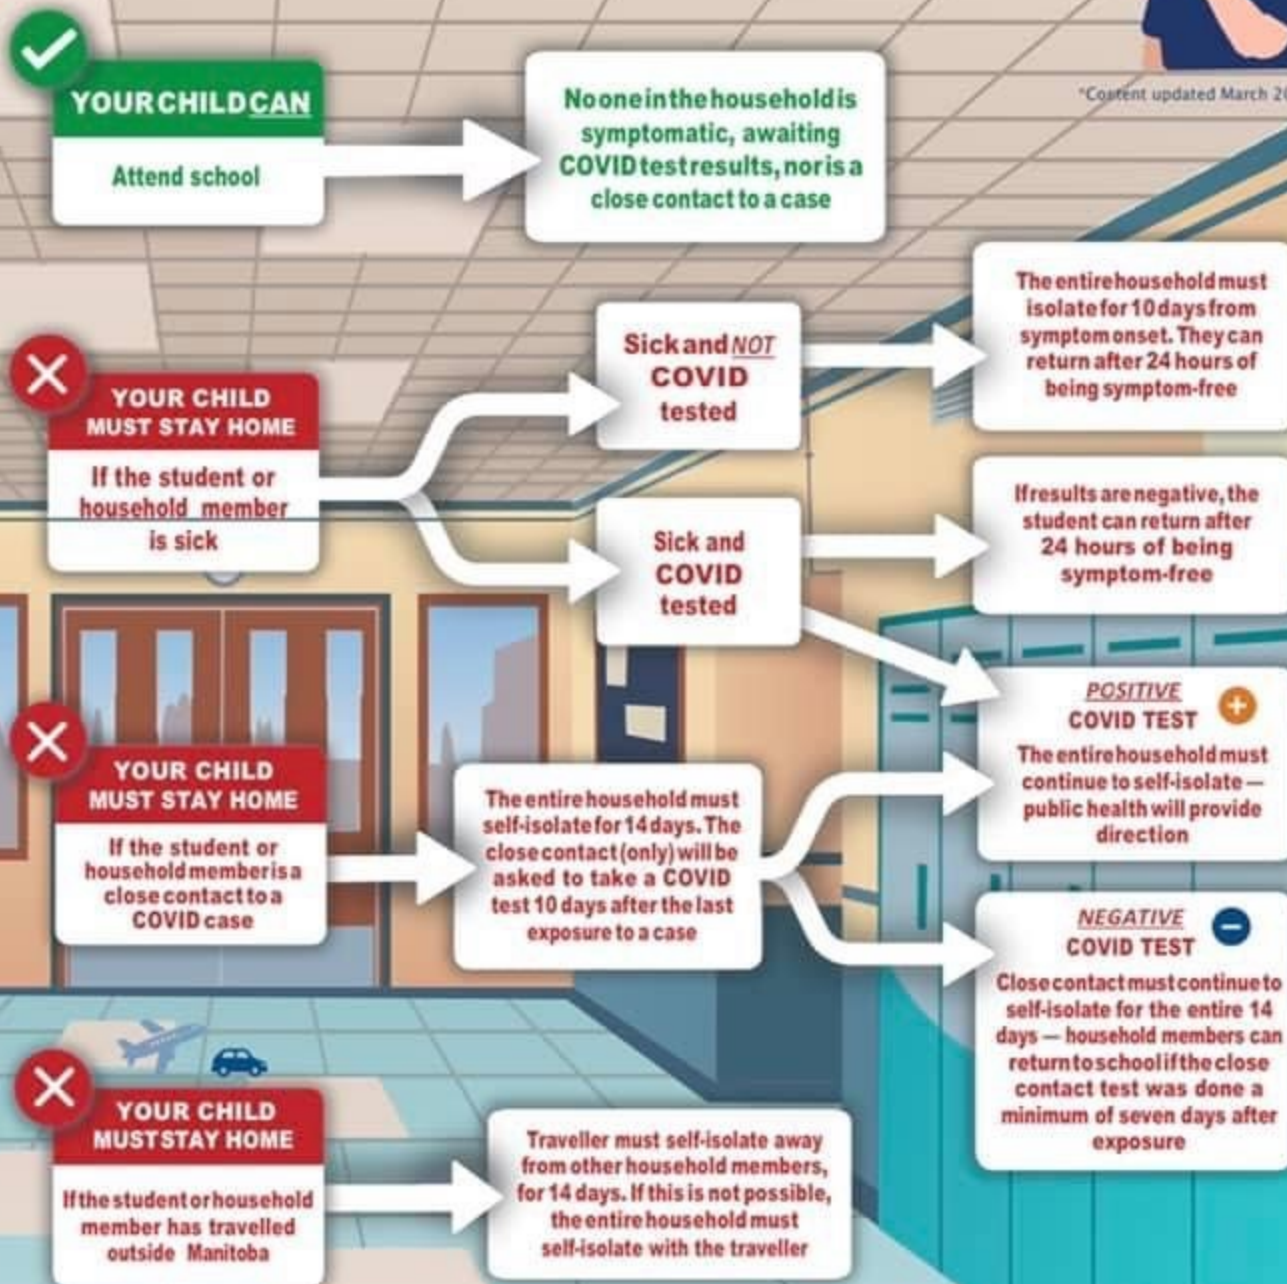 *Content updated March
YOUR CHILD CAN
Attend school
No one in the household is
symptomatic, awaiting
COVID test results, nor is a
close contact to a case
YOUR CHILD
MUST STAY HOME
If the student or
household member
is sick
Sick and NOT
COVID
tested
The entire household must
isolate for 10 days from
symptom onset. They can
return after 24 hours of
being symptom-free
Sick and
COVID
tested
If results are negative, the
student can return after
24 hours of being
symptom-free
POSITIVE
COVID TEST
The entire household must
continue to self-isolate —
public health will provide
direction
YOUR CHILD
MUST STAY HOME
If the student or
household member is a
close contact to a
COVID case
The entire household must
self-isolate for 14 days. The
close contact (only) will be
asked to take a COVID
test 10 days after the last
exposure to a case
NEGATIVE
COVID TEST
Close contact must continue to
self-isolate for the entire 14
days — household members can
return to school if the close
contact test was done a
minimum of seven days after
exposure
YOUR CHILD
MUST STAY HOME
If the student or household
member has travelled
outside Manitoba
Traveller must self-isolate away
from other household members,
for 14 days. If this is not possible,
the entire household must
self-isolate with the traveller